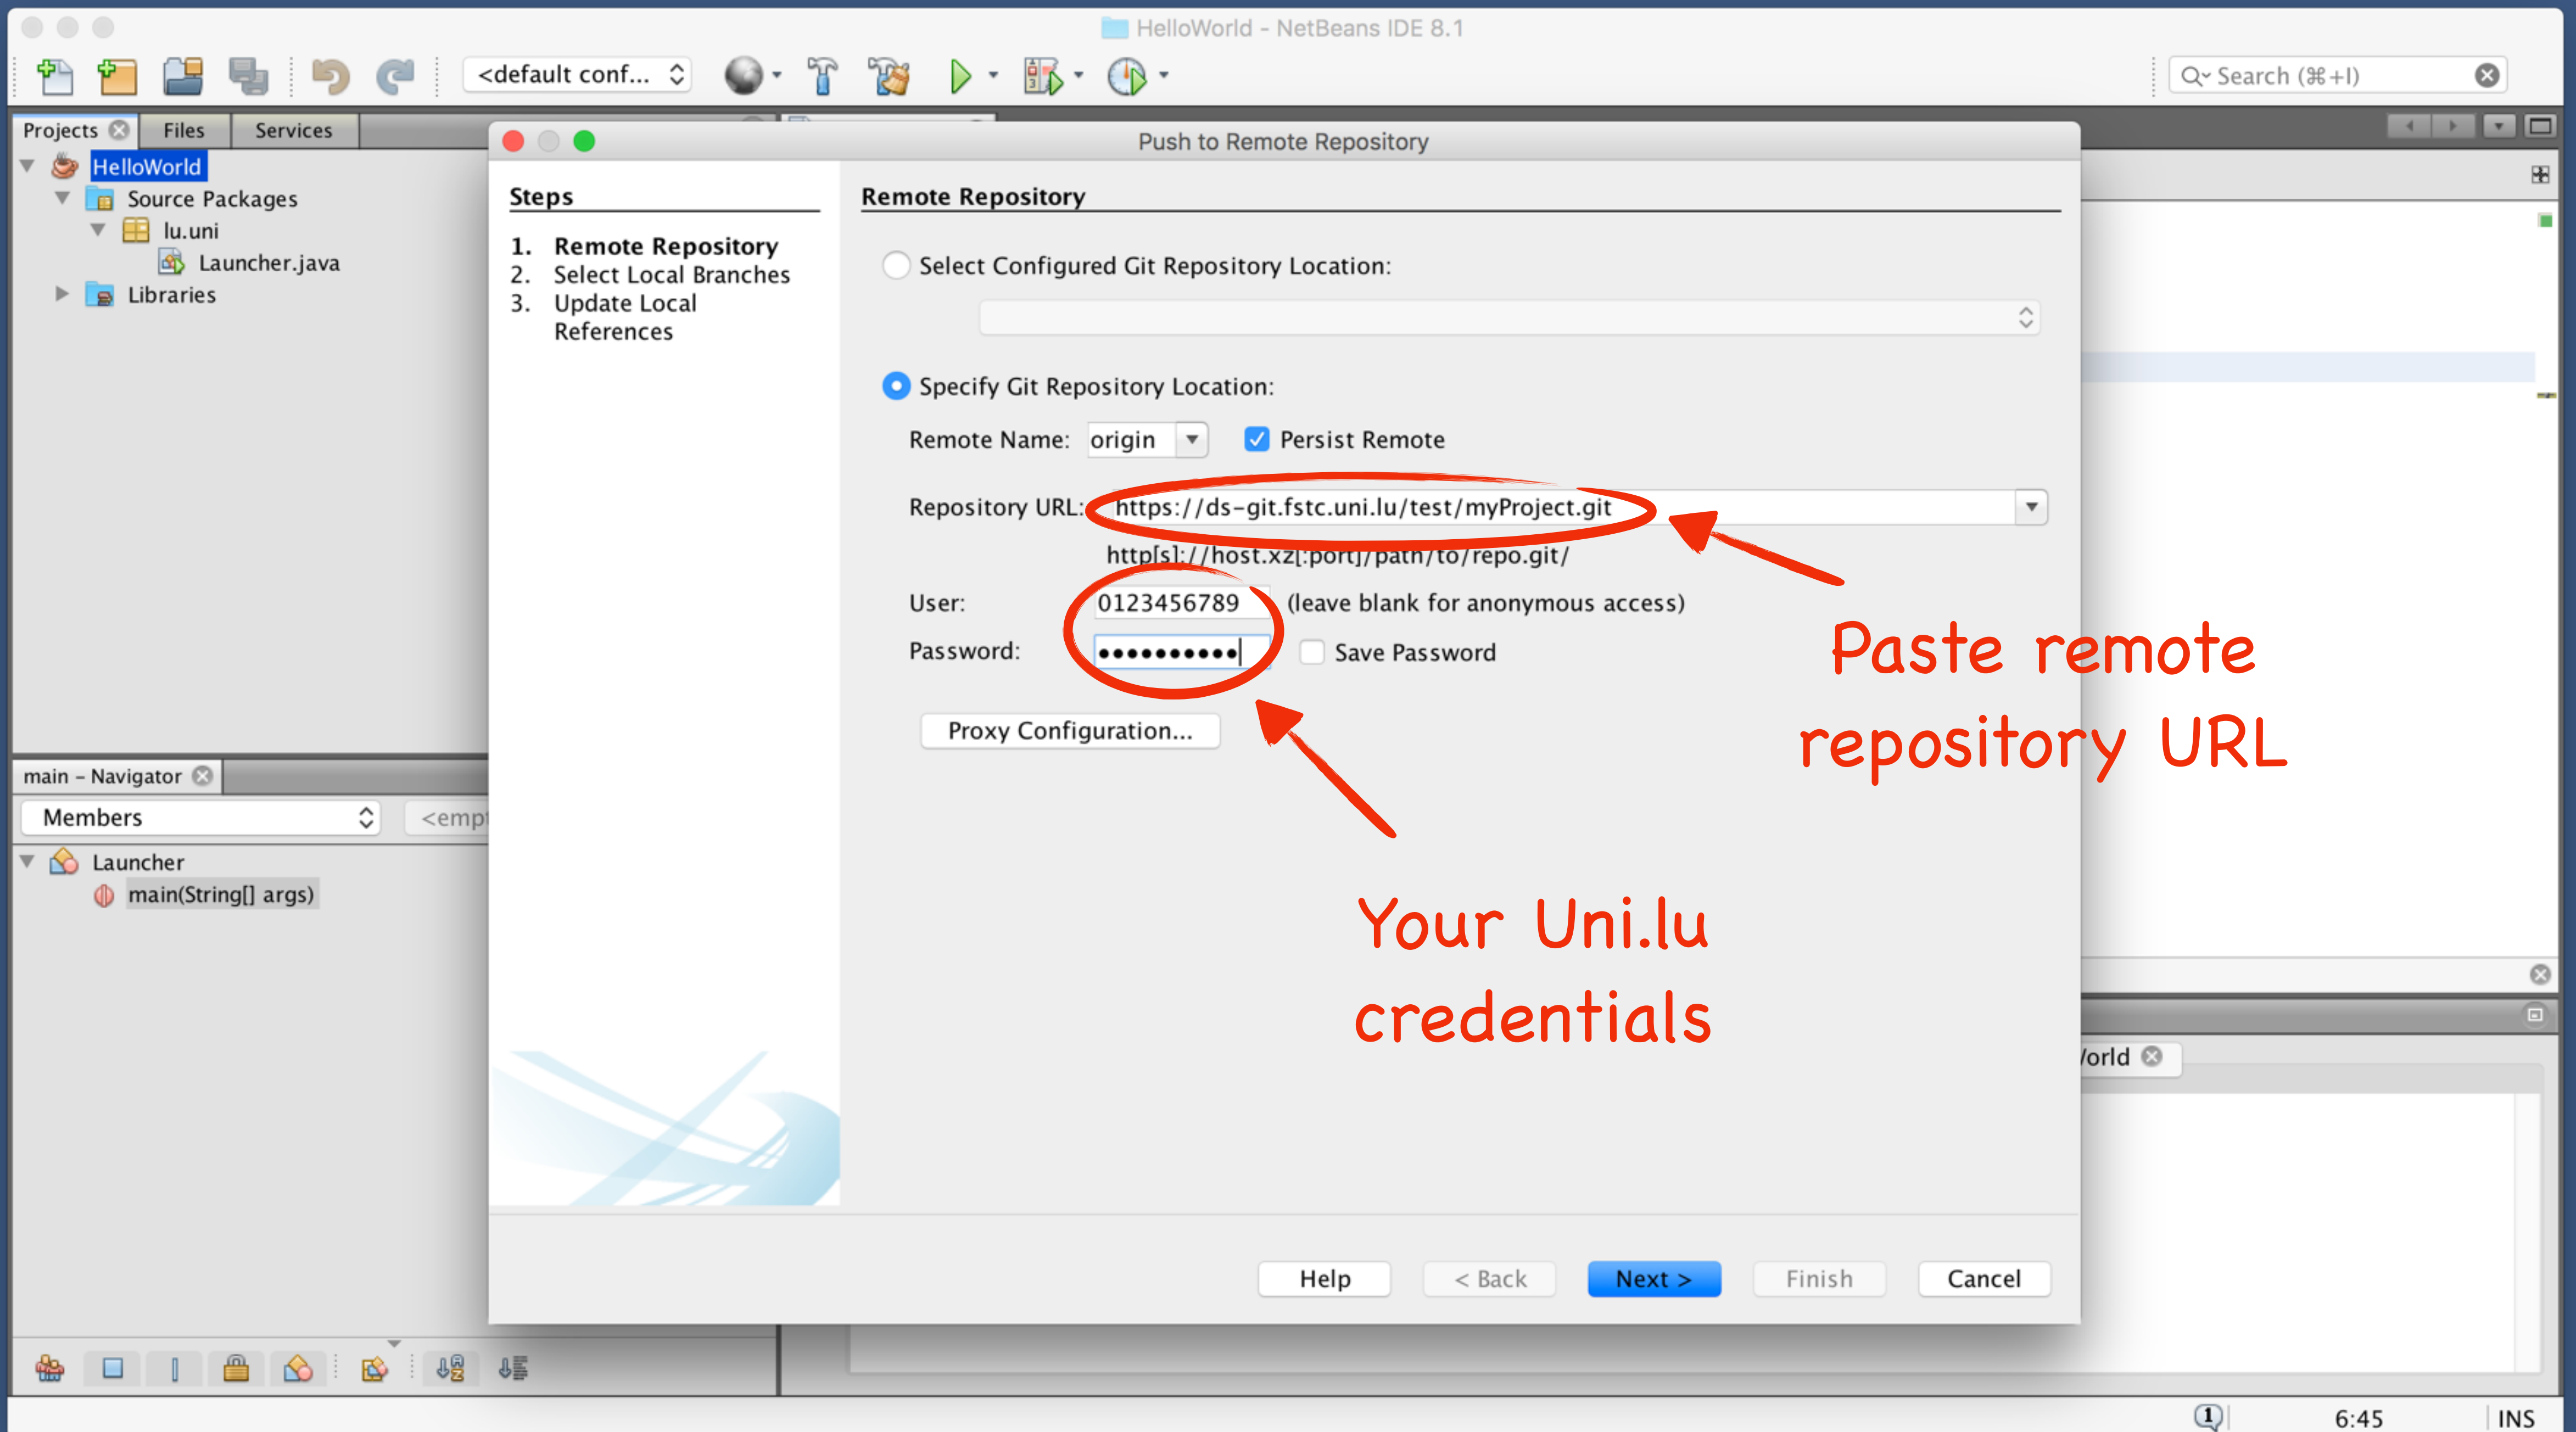 HelloWorld - NetBeans IDE 8.1
<default conf...
Search (⌘+I)
Projects
Files
Services
HelloWorld
Source Packages
lu.uni
Launcher.java
Libraries
Push to Remote Repository
Steps
1. Remote Repository
2. Select Local Branches
3. Update Local
References
Remote Repository
Select Configured Git Repository Location:
Specify Git Repository Location:
Remote Name: origin
Persist Remote
Repository URL: https://ds-git.fstc.uni.lu/test/myProject.git
http[s]://host.xz[:port]/path/to/repo.git/
User: 0123456789 (leave blank for anonymous access)
Password: ●●●●●●●●●●
Save Password
Proxy Configuration...
Paste remote
repository URL
Your Uni.lu
credentials
main - Navigator
Members
<empt
Launcher
main(String[] args)
/orld
Help
< Back
Next >
Finish
Cancel
1
6:45
INS